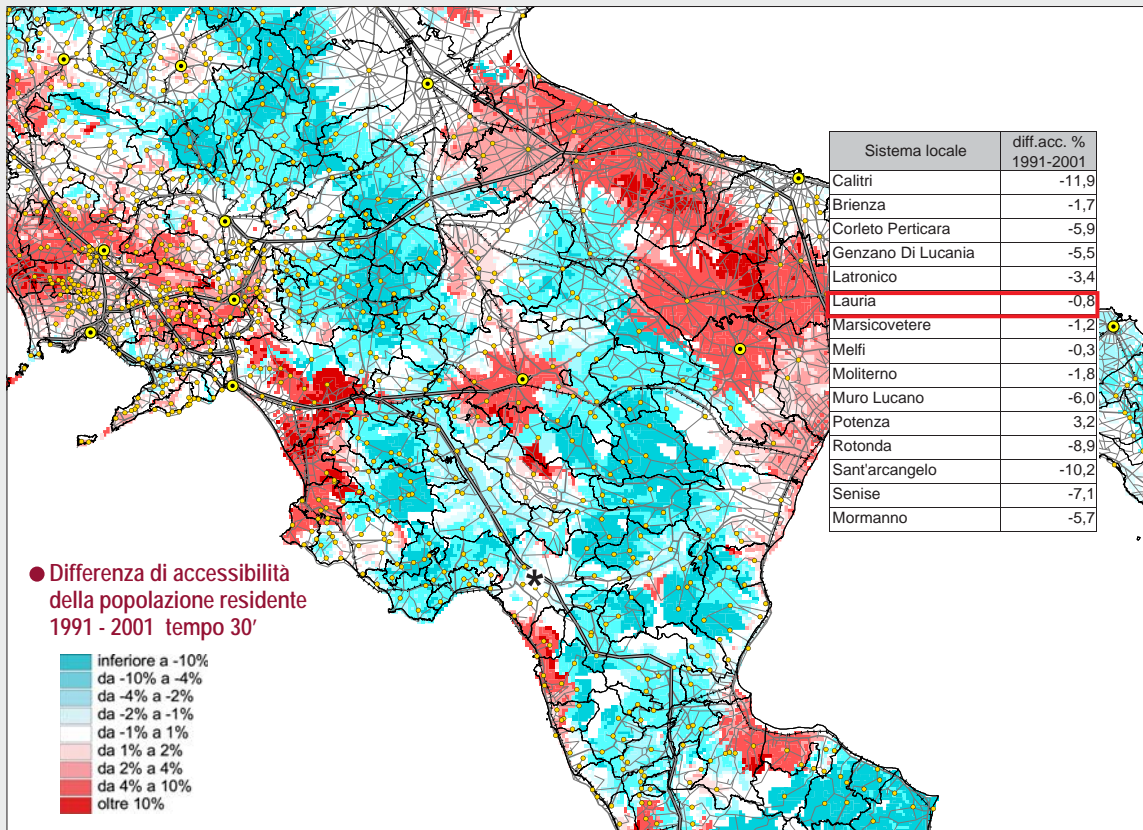 Sistema locale diff.acc. % 1991-2001
Calitri -11,9
Brienza -1,7
Corleto Perticara -5,9
Genzano Di Lucania -5,5
Latronico -3,4
Lauria -0,8
Marsicovetere -1,2
Melfi -0,3
Moliterno -1,8
Muro Lucano -6,0
Potenza 3,2
Rotonda -8,9
Sant'arcangelo -10,2
Senise -7,1
Mormanno -5,7
*
● Differenza di accessibilità
della popolazione residente
1991 - 2001 tempo 30'
inferiore a -10%
da -10% a -4%
da -4% a -2%
da -2% a -1%
da -1% a 1%
da 1% a 2%
da 2% a 4%
da 4% a 10%
oltre 10%